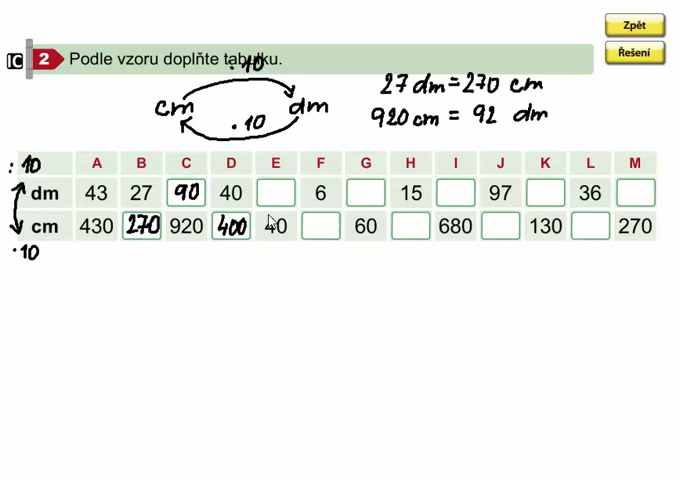 Zpět
Řešení
2 Podle vzoru doplňte tabulku.
: 10
cm dm
· 10
27 dm = 270 cm
920 cm = 92 dm
: 10 A B C D E F G H I J K L M
dm 43 27 90 40 6 15 97 36
cm 430 270 920 400 40 60 680 130 270
· 10